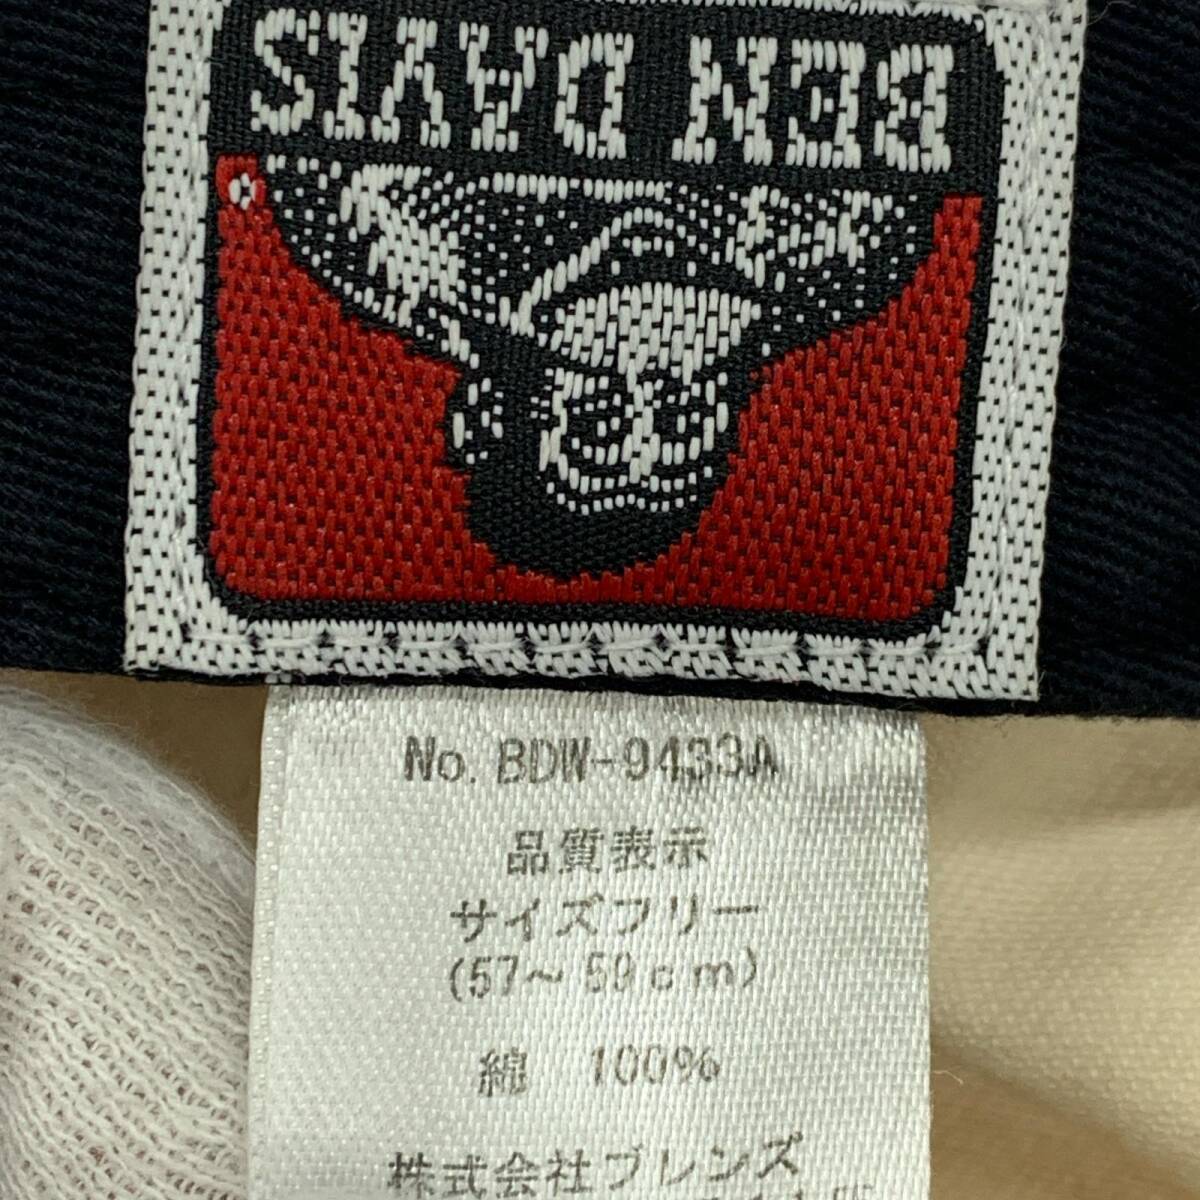 BEN DAVIS
No. BDW-9433A
品質表示
サイズフリー
(57～59cm)
綿 100%
株式会社ブレンズ